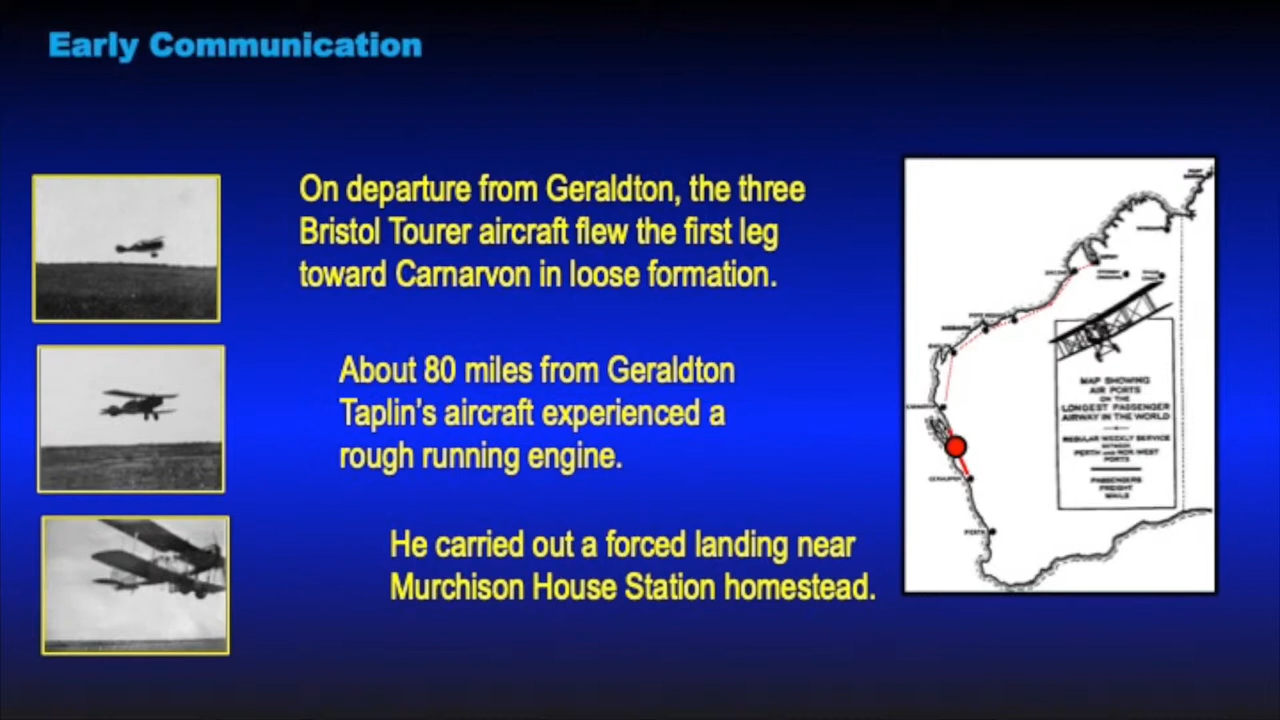 Early Communication
On departure from Geraldton, the three
Bristol Tourer aircraft flew the first leg
toward Carnarvon in loose formation.
About 80 miles from Geraldton
Taplin's aircraft experienced a
rough running engine.
He carried out a forced landing near
Murchison House Station homestead.
MAP SHOWING
AIR PORTS
ON THE
LONGEST PASSENGER
AIRWAY IN THE WORLD
REGULAR WEEKLY SERVICE
BETWEEN
PERTH AND NOR-WEST
PORTS
PASSENGERS
FREIGHT
MAILS
PERTH